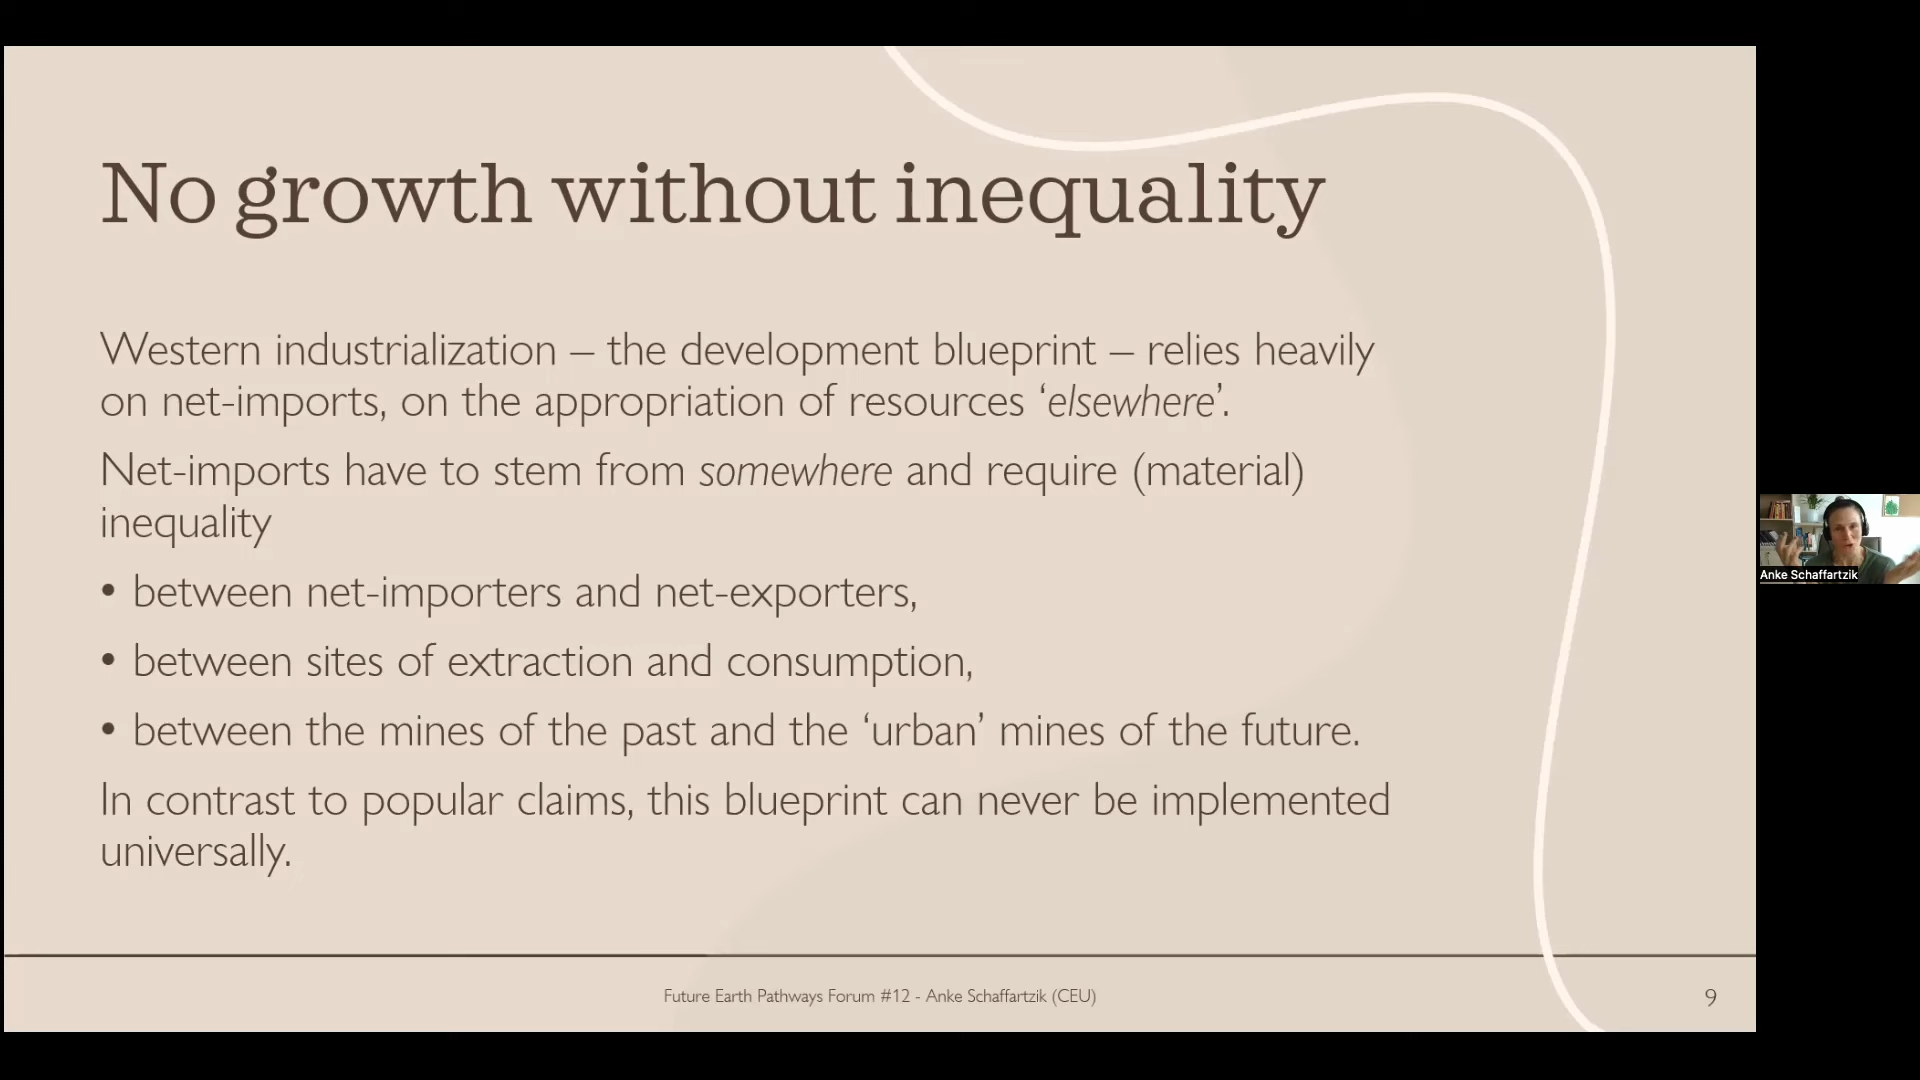 No growth without inequality
Western industrialization – the development blueprint – relies heavily
on net-imports, on the appropriation of resources ‘elsewhere’.
Net-imports have to stem from somewhere and require (material)
inequality
• between net-importers and net-exporters,
• between sites of extraction and consumption,
• between the mines of the past and the ‘urban’ mines of the future.
In contrast to popular claims, this blueprint can never be implemented
universally.
Anke Schaffartzik
Future Earth Pathways Forum #12 - Anke Schaffartzik (CEU)
9